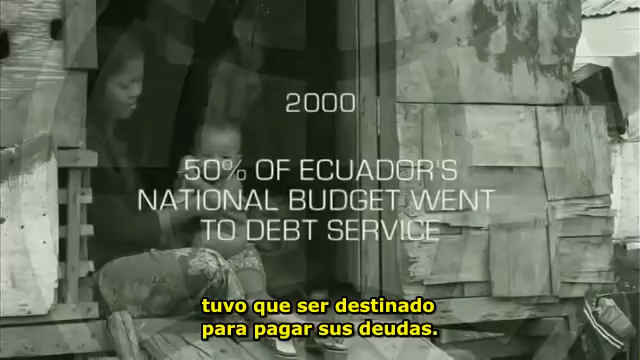 2000
50% OF ECUADOR'S
NATIONAL BUDGET WENT
TO DEBT SERVICE
tuvo que ser destinado
para pagar sus deudas.